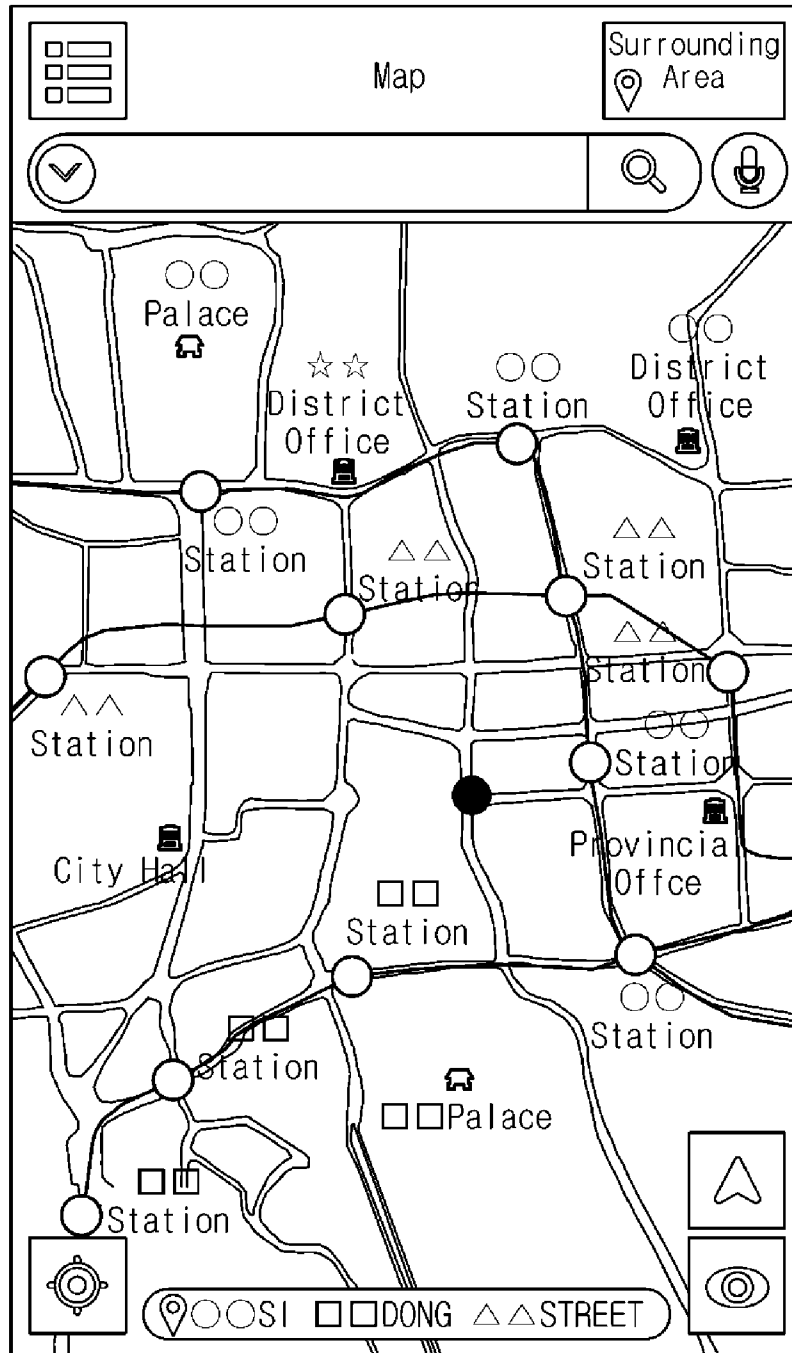 Surrounding
Map
Area
○○
Palace
○○
☆☆
○○
District
District
Station
Office
Office
○○
△△
Station
△△
Station
Station
△△
Station
△△
○○
Station
Station
Provincial
City Hall
Offce
□□
Station
○○
□□
Station
Station
□□Palace
□□
Station
○○SI □□DONG △△STREET